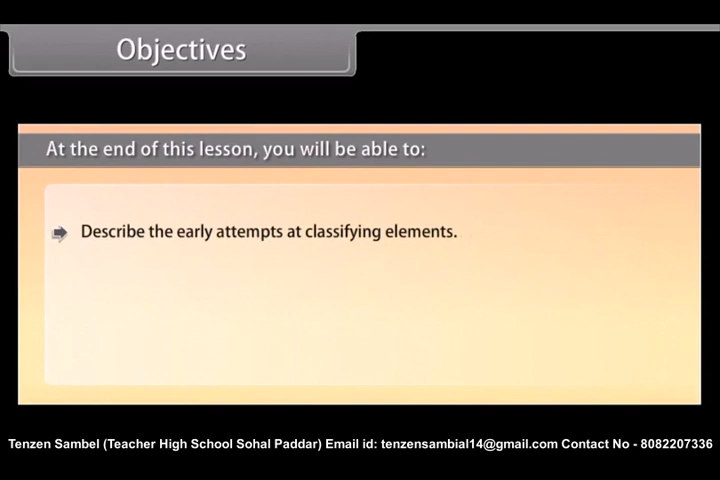 Objectives
At the end of this lesson, you will be able to:
Describe the early attempts at classifying elements.
Tenzen Sambel (Teacher High School Sohal Paddar) Email id: tenzensambial14@gmail.com Contact No - 8082207336